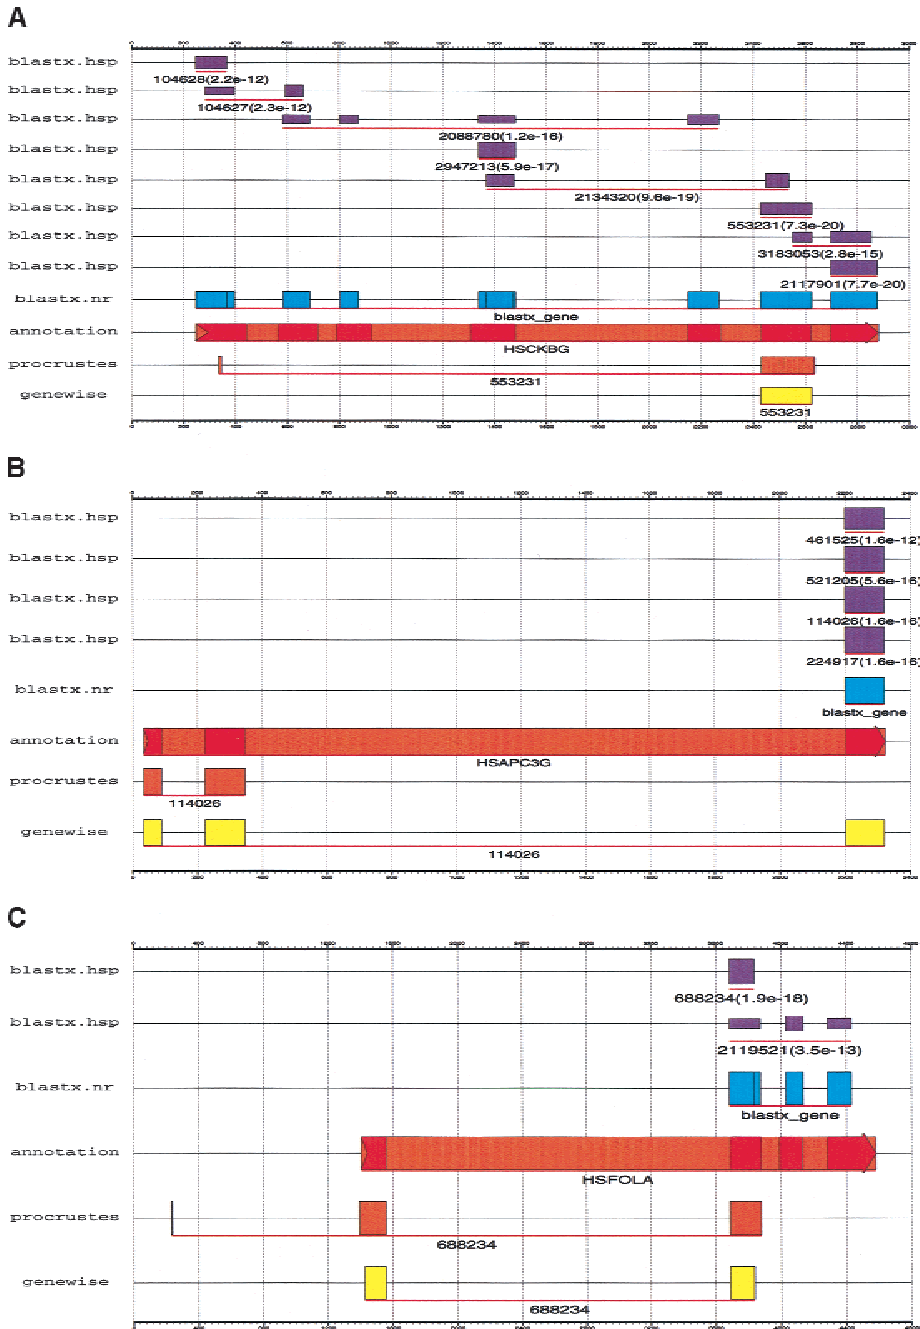 A
blastx.hsp
104628(2.2e-12)
blastx.hsp
104627(2.3e-12)
blastx.hsp
2088780(1.2e-16)
blastx.hsp
2947213(5.9e-17)
blastx.hsp
2134320(9.6e-19)
blastx.hsp
553231(7.3e-20)
blastx.hsp
3183053(2.8e-15)
blastx.hsp
2117901(7.7e-20)
blastx.nr
blastx_gene
annotation
HSCKBG
procrustes
553231
genewise
553231
B
blastx.hsp
461525(1.6e-12)
blastx.hsp
521205(5.6e-16)
blastx.hsp
114026(1.6e-16)
blastx.hsp
224917(1.6e-16)
blastx.nr
blastx_gene
annotation
HSAPC3G
procrustes
114026
genewise
114026
C
blastx.hsp
688234(1.9e-18)
blastx.hsp
2119521(3.5e-13)
blastx.nr
blastx_gene
annotation
HSFOLA
procrustes
688234
genewise
688234